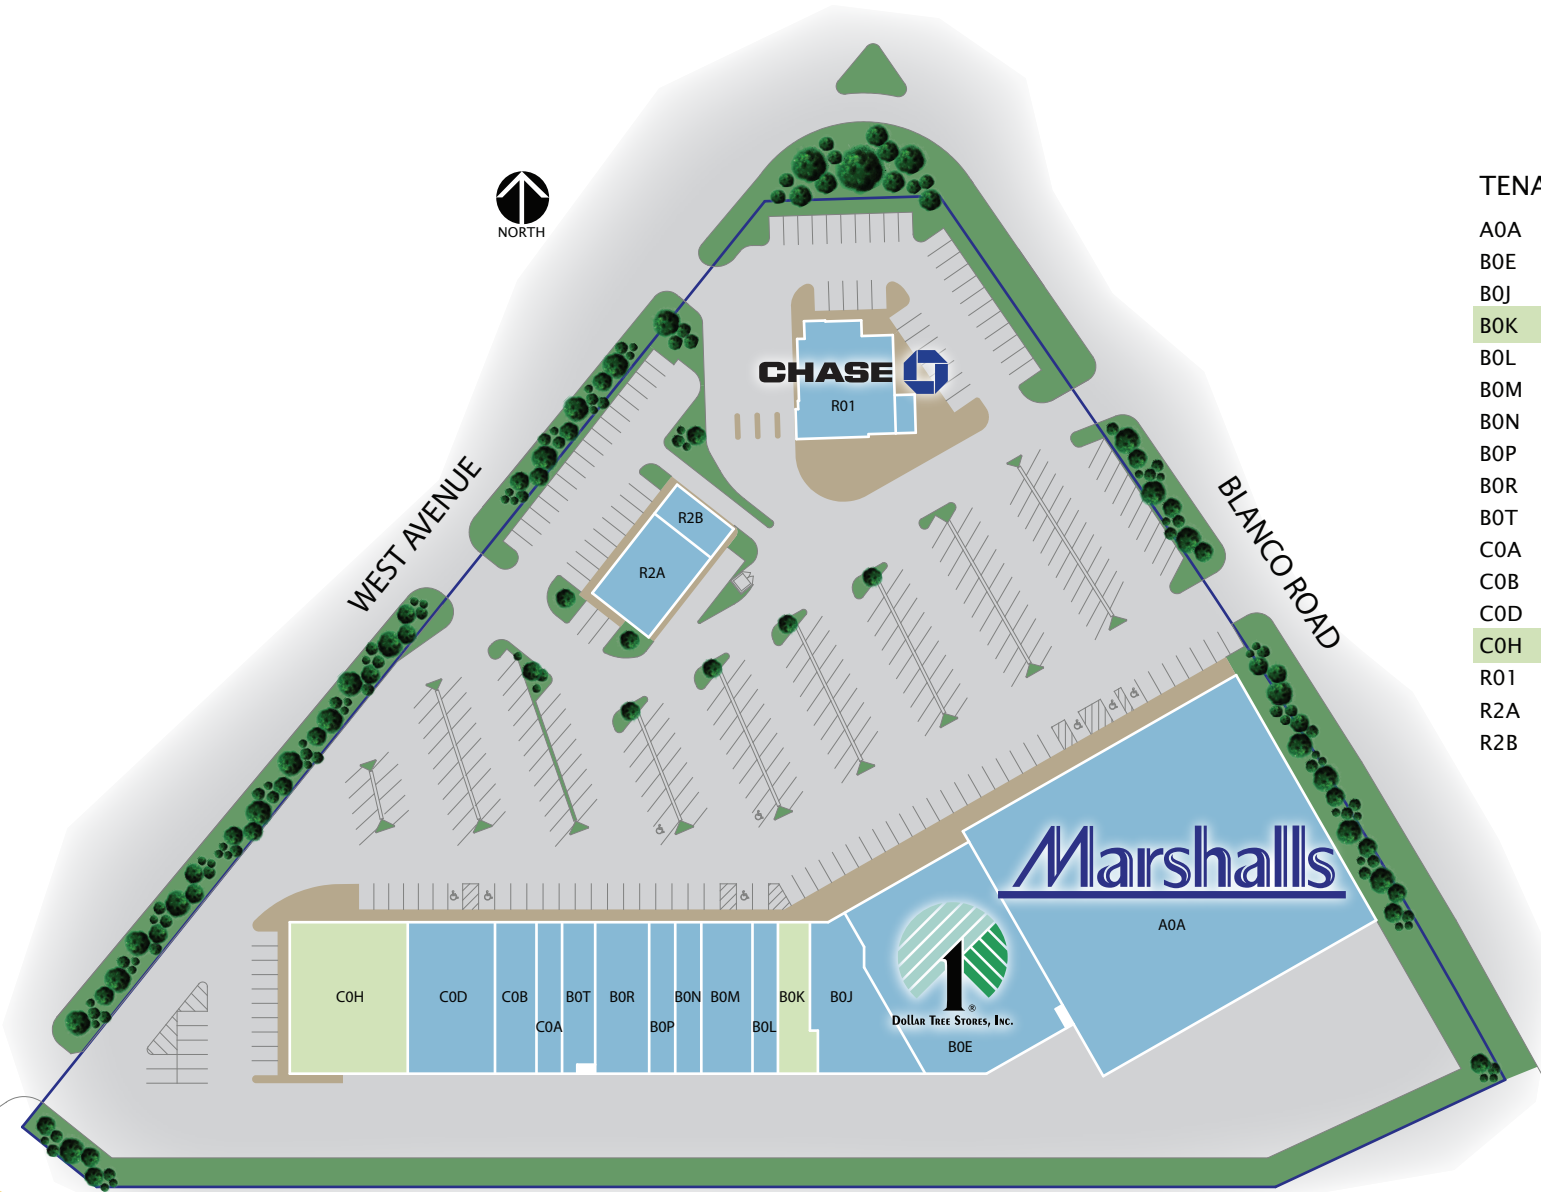 NORTH
TENA
A0A
B0E
B0J
B0K
B0L
B0M
B0N
B0P
B0R
B0T
C0A
C0B
C0D
C0H
R01
R2A
R2B
CHASE
R01
WEST AVENUE
BLANCO ROAD
R2B
R2A
Marshalls
A0A
DOLLAR TREE STORES, INC.
1®
B0E
C0H
C0D
C0B
C0A
B0T
B0R
B0P
B0N
B0M
B0L
B0K
B0J